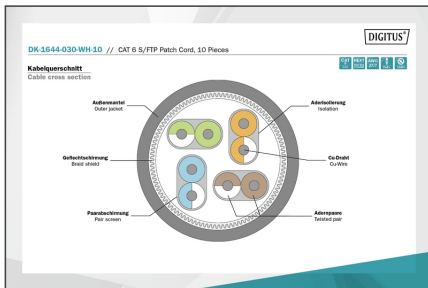 DIGITUS®
DK-1644-030-WH-10 // CAT 6 S/FTP Patch Cord, 10 Pieces
Kabelquerschnitt
Cable cross section
Außenmantel
Outer jacket
Aderisolierung
Isolation
Geflechtschirmung
Braid shield
Cu-Draht
Cu-Wire
Paarabschirmung
Pair screen
Adernpaare
Twisted pair